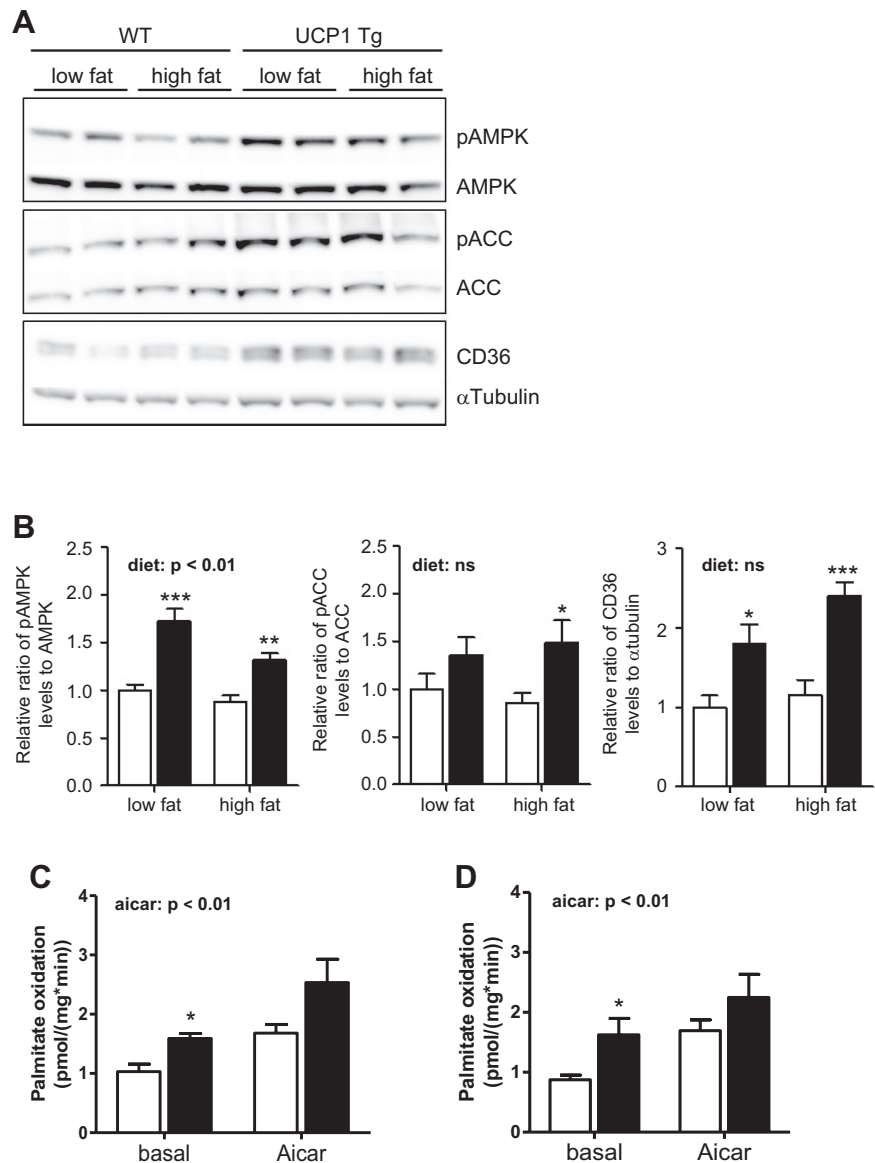 A
WT UCP1 Tg
low fat high fat low fat high fat
pAMPK
AMPK
pACC
ACC
CD36
αTubulin
B
Relative ratio of pAMPK
levels to AMPK
2.5
2.0
1.5
1.0
0.5
0.0
diet: p < 0.01
***
**
low fat high fat
Relative ratio of pACC
levels to ACC
2.5
2.0
1.5
1.0
0.5
0.0
diet: ns
*
low fat high fat
Relative ratio of CD36
levels to αtubulin
3
2
1
0
diet: ns
*
***
low fat high fat
C
Palmitate oxidation
(pmol/(mg*min))
4
3
2
1
0
aicar: p < 0.01
*
basal Aicar
D
Palmitate oxidation
(pmol/(mg*min))
4
3
2
1
0
aicar: p < 0.01
*
basal Aicar